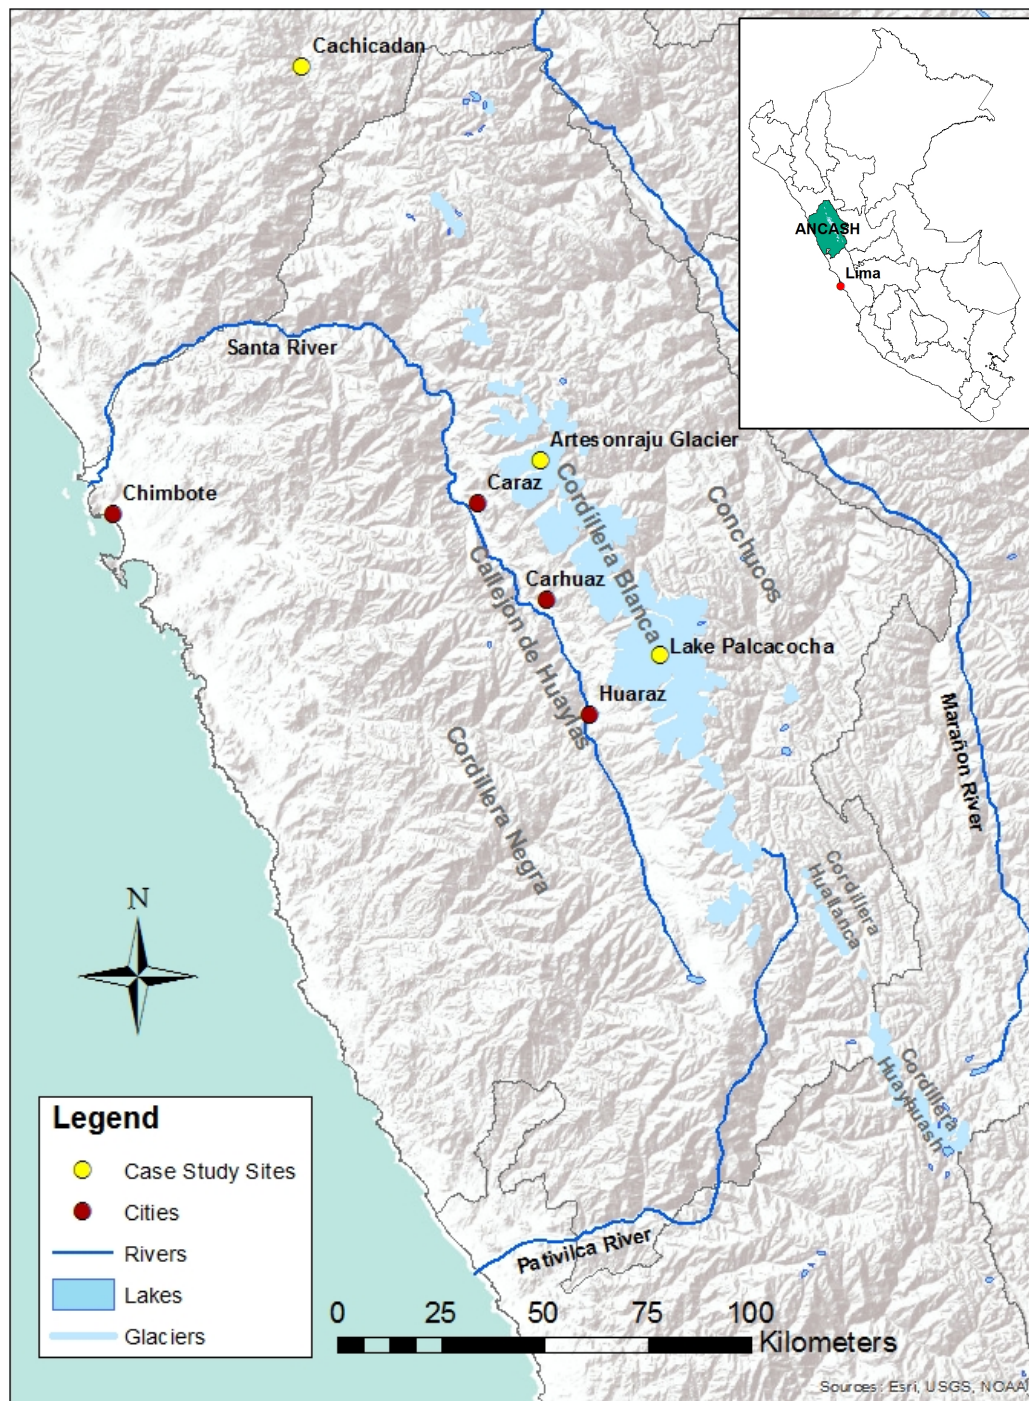 Cachicadan
ANCASH
Lima
Santa River
Artesonraju Glacier
Caraz
Chimbote
Cordillera Blanca
Conchucos
Callejon de Huaylas
Carhuaz
Lake Palcacocha
Huaraz
Marañon River
Cordillera Negra
Cordillera
Huallanca
N
Cordillera
Huayhuash
Legend
Case Study Sites
Cities
Rivers
Lakes
Glaciers
Pativilca River
0 25 50 75 100
Kilometers
Sources: Esri, USGS, NOAA